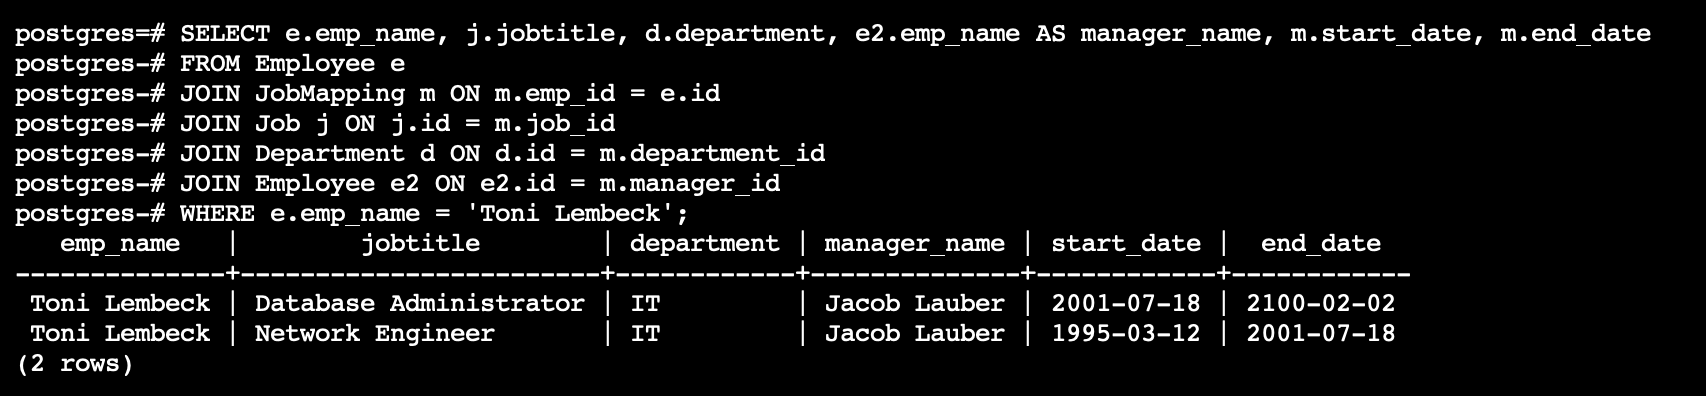 postgres=# SELECT e.emp_name, j.jobtitle, d.department, e2.emp_name AS manager_name, m.start_date, m.end_date
postgres-# FROM Employee e
postgres-# JOIN JobMapping m ON m.emp_id = e.id
postgres-# JOIN Job j ON j.id = m.job_id
postgres-# JOIN Department d ON d.id = m.department_id
postgres-# JOIN Employee e2 ON e2.id = m.manager_id
postgres-# WHERE e.emp_name = 'Toni Lembeck';
   emp_name   |        jobtitle        | department | manager_name | start_date |  end_date
--------------+------------------------+------------+--------------+------------+------------
 Toni Lembeck | Database Administrator | IT         | Jacob Lauber | 2001-07-18 | 2100-02-02
 Toni Lembeck | Network Engineer       | IT         | Jacob Lauber | 1995-03-12 | 2001-07-18
(2 rows)